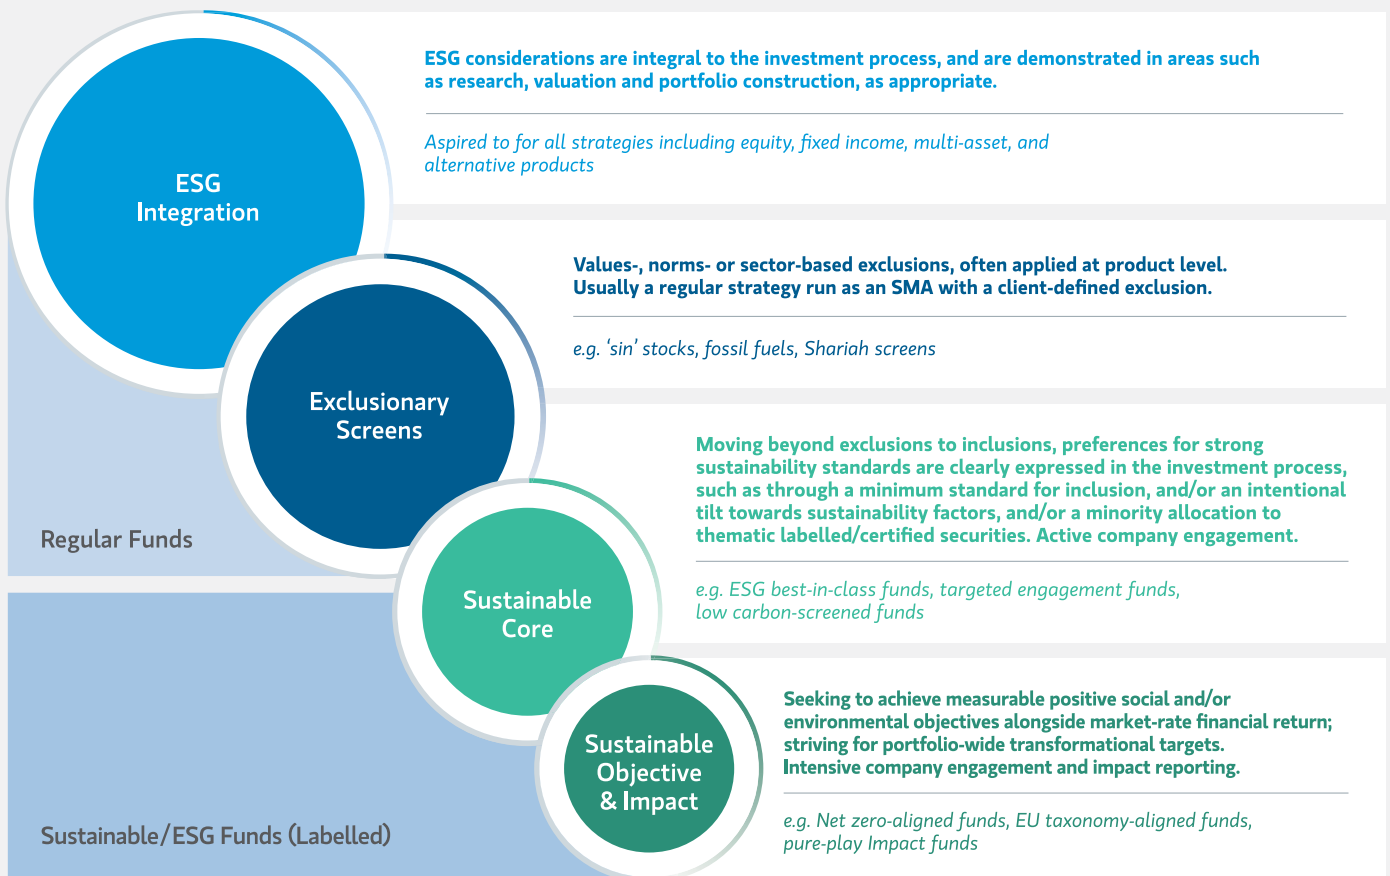 ESG
Integration
ESG considerations are integral to the investment process, and are demonstrated in areas such
as research, valuation and portfolio construction, as appropriate.
Aspired to for all strategies including equity, fixed income, multi-asset, and
alternative products
Exclusionary
Screens
Values-, norms- or sector-based exclusions, often applied at product level.
Usually a regular strategy run as an SMA with a client-defined exclusion.
e.g. ‘sin’ stocks, fossil fuels, Shariah screens
Regular Funds
Sustainable
Core
Moving beyond exclusions to inclusions, preferences for strong
sustainability standards are clearly expressed in the investment process,
such as through a minimum standard for inclusion, and/or an intentional
tilt towards sustainability factors, and/or a minority allocation to
thematic labelled/certified securities. Active company engagement.
e.g. ESG best-in-class funds, targeted engagement funds,
low carbon-screened funds
Sustainable
Objective
& Impact
Seeking to achieve measurable positive social and/or
environmental objectives alongside market-rate financial return;
striving for portfolio-wide transformational targets.
Intensive company engagement and impact reporting.
e.g. Net zero-aligned funds, EU taxonomy-aligned funds,
pure-play Impact funds
Sustainable/ESG Funds (Labelled)